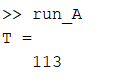 >> run_A
T =
113